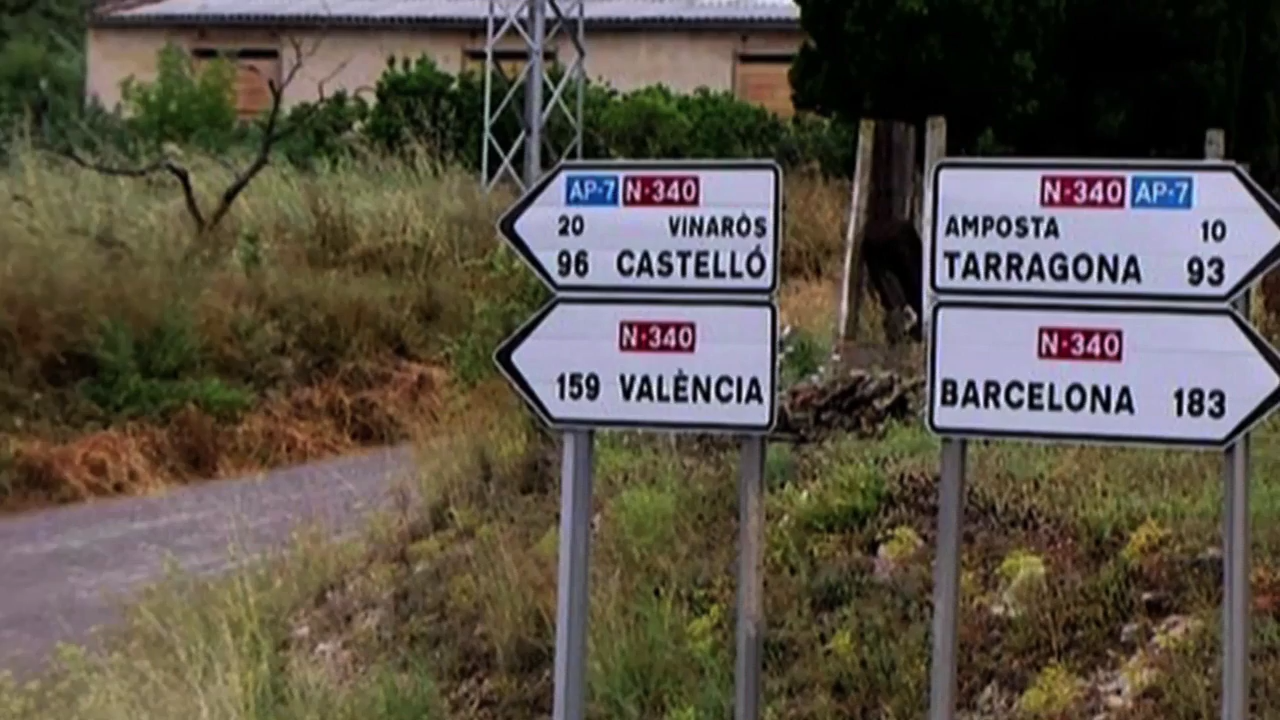 AP-7 N-340
20 VINARÒS
96 CASTELLÓ
N-340
159 VALÈNCIA
N-340 AP-7
AMPOSTA 10
TARRAGONA 93
N-340
BARCELONA 183